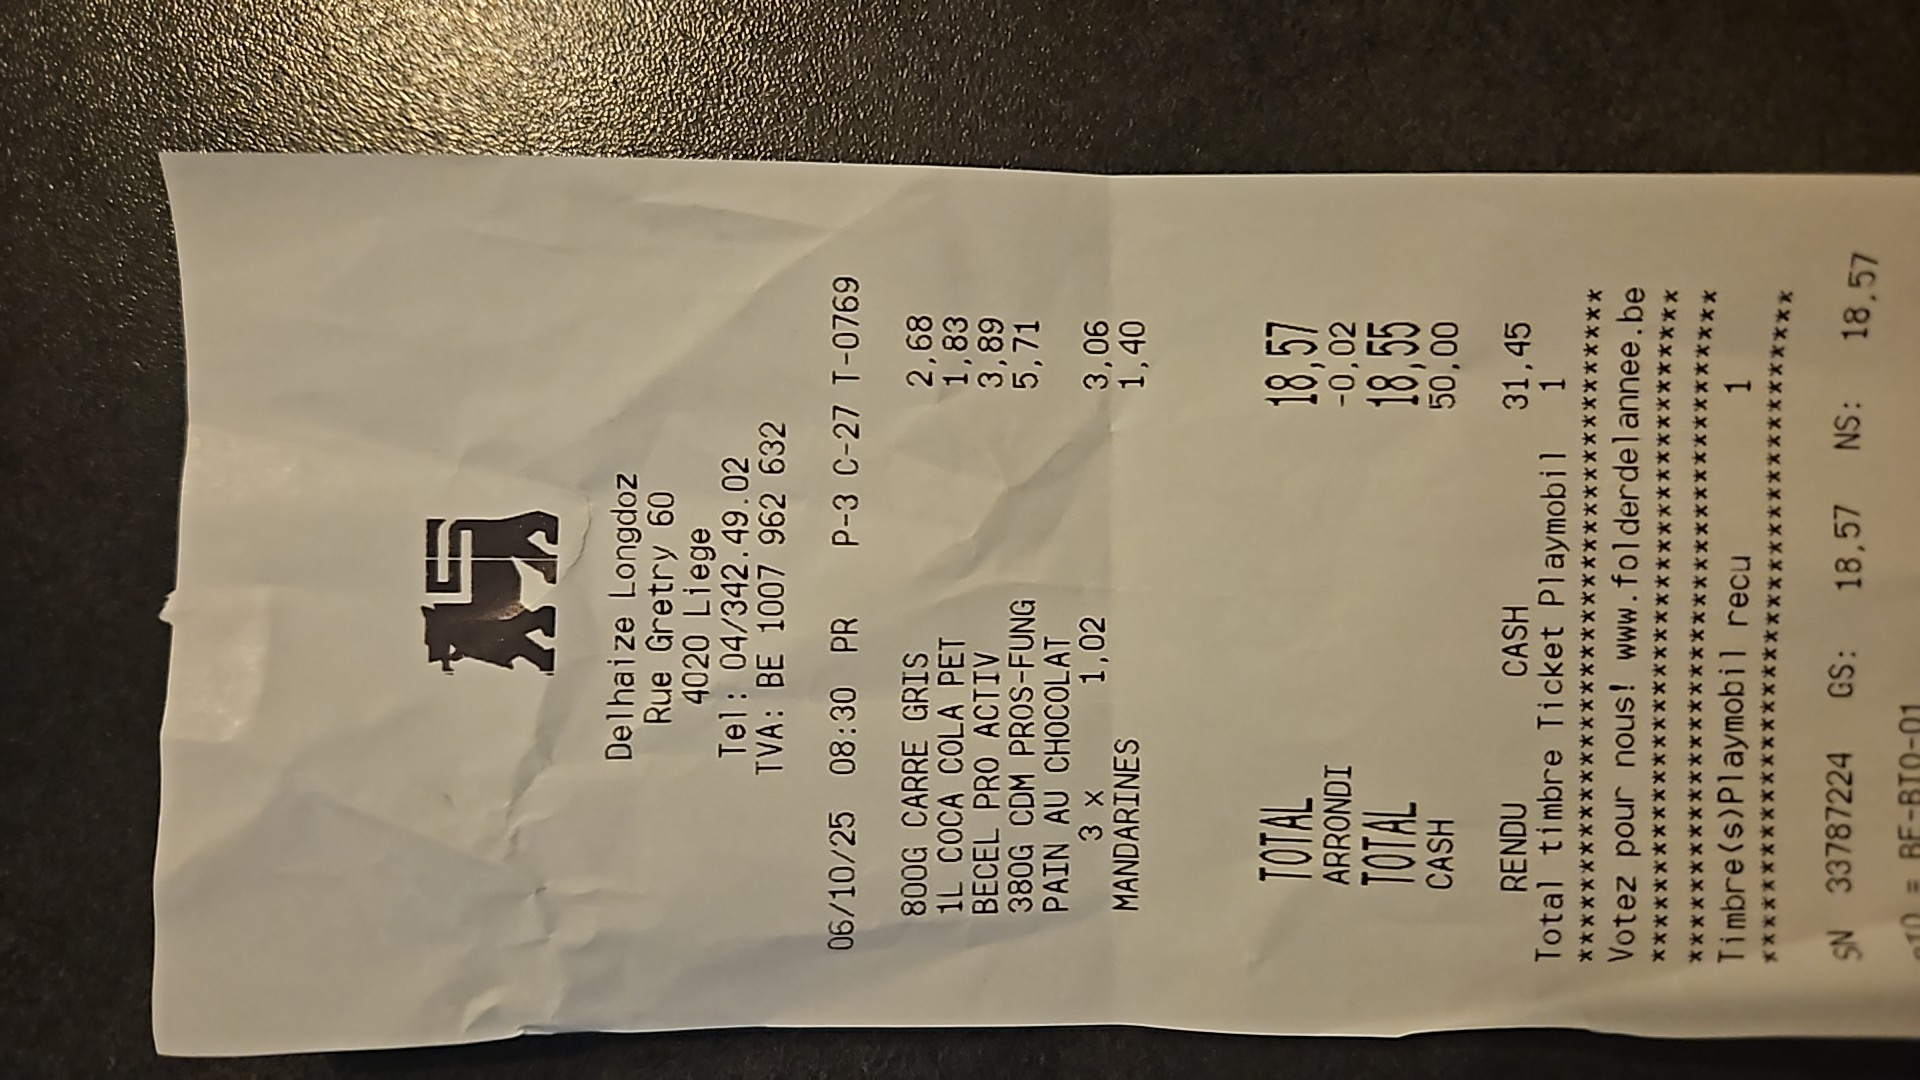 Delhaize Longdoz
Rue Gretry 60
4020 Liege
Tel: 04/342.49.02
TVA: BE 1007 962 632
06/10/25 08:30 PR P-3 C-27 T-0769
800G CARRE GRIS 2,68
1L COCA COLA PET 1,83
BECEL PRO ACTIV 3,89
380G CDM PROS-FUNG 5,71
PAIN AU CHOCOLAT
3 x 1,02 3,06
MANDARINES 1,40
TOTAL 18,57
ARRONDI -0,02
TOTAL 18,55
CASH 50,00
RENDU CASH 31,45
Total timbre Ticket Playmobil 1
*************************************
Votez pour nous! www.folderdelannee.be
*************************************
*************************************
Timbre(s)Playmobil recu 1
*************************************
SN 33787224 GS: 18,57 NS: 18,57
= BE-BIO-01